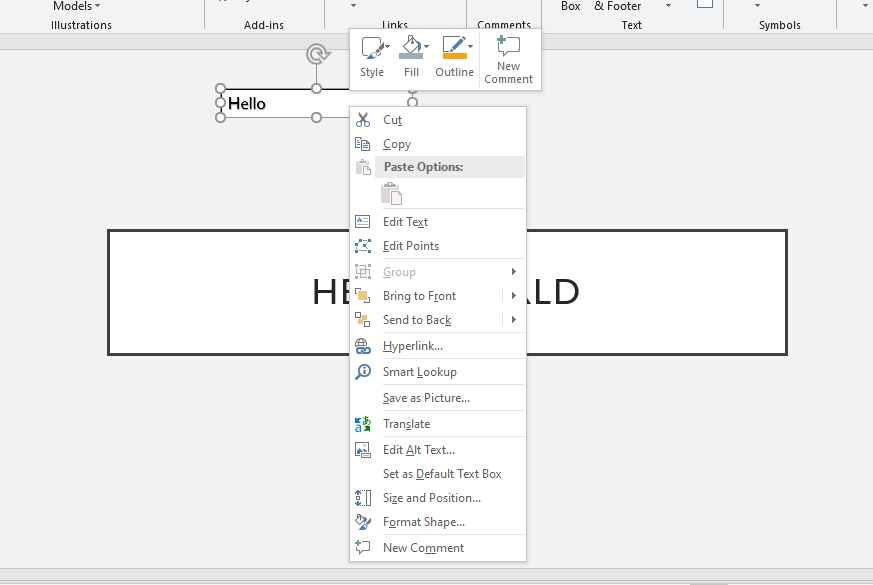 Models
Box & Footer
Illustrations
Add-ins
Links
Comments
Text
Symbols
Style
Fill
Outline
New
Comment
Hello
Cut
Copy
Paste Options:
Edit Text
Edit Points
Group
Bring to Front
Send to Back
Hyperlink...
Smart Lookup
Save as Picture...
Translate
Edit Alt Text...
Set as Default Text Box
Size and Position...
Format Shape...
New Comment